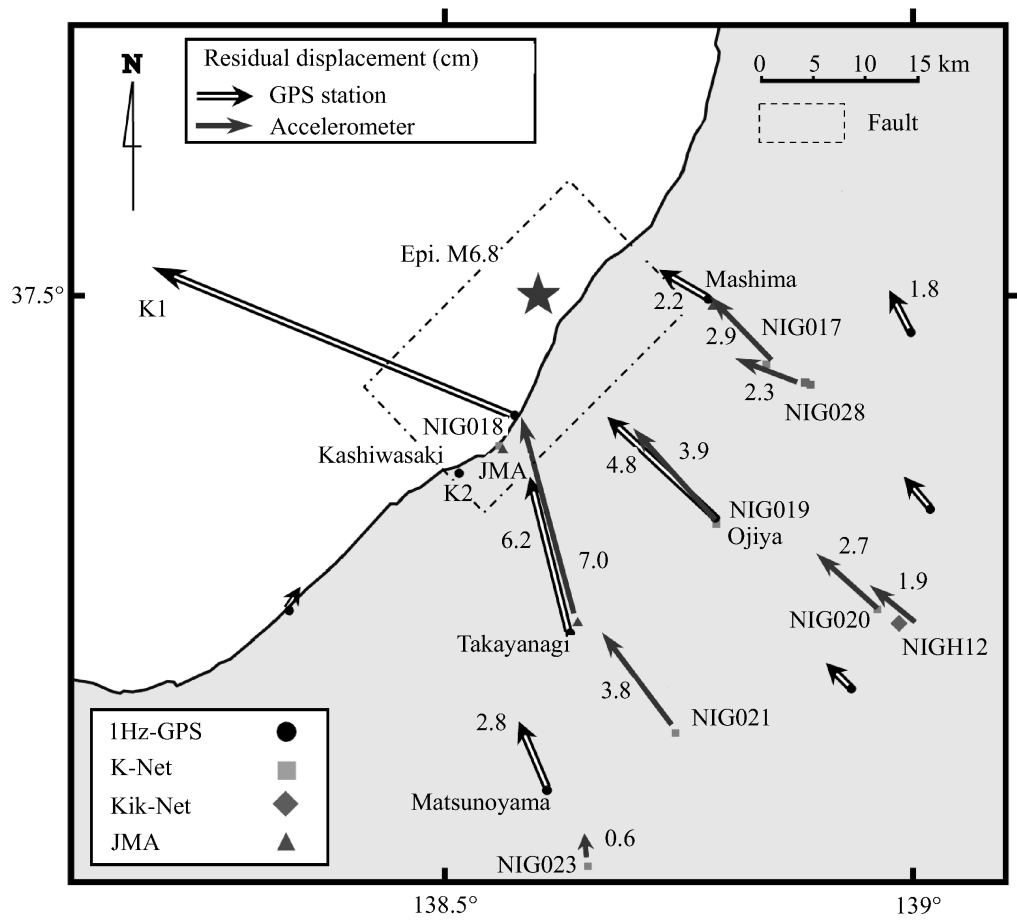 N
Residual displacement (cm)
GPS station
Accelerometer
0 5 10 15 km
Fault
Epi. M6.8
37.5°
K1
Mashima
2.2
1.8
2.9
NIG017
2.3
NIG028
NIG018
Kashiwasaki
JMA
K2
4.8
3.9
NIG019
Ojiya
6.2
7.0
2.7
1.9
NIG020
NIGH12
Takayanagi
3.8
NIG021
2.8
Matsunoyama
0.6
NIG023
1Hz-GPS
K-Net
Kik-Net
JMA
138.5°
139°